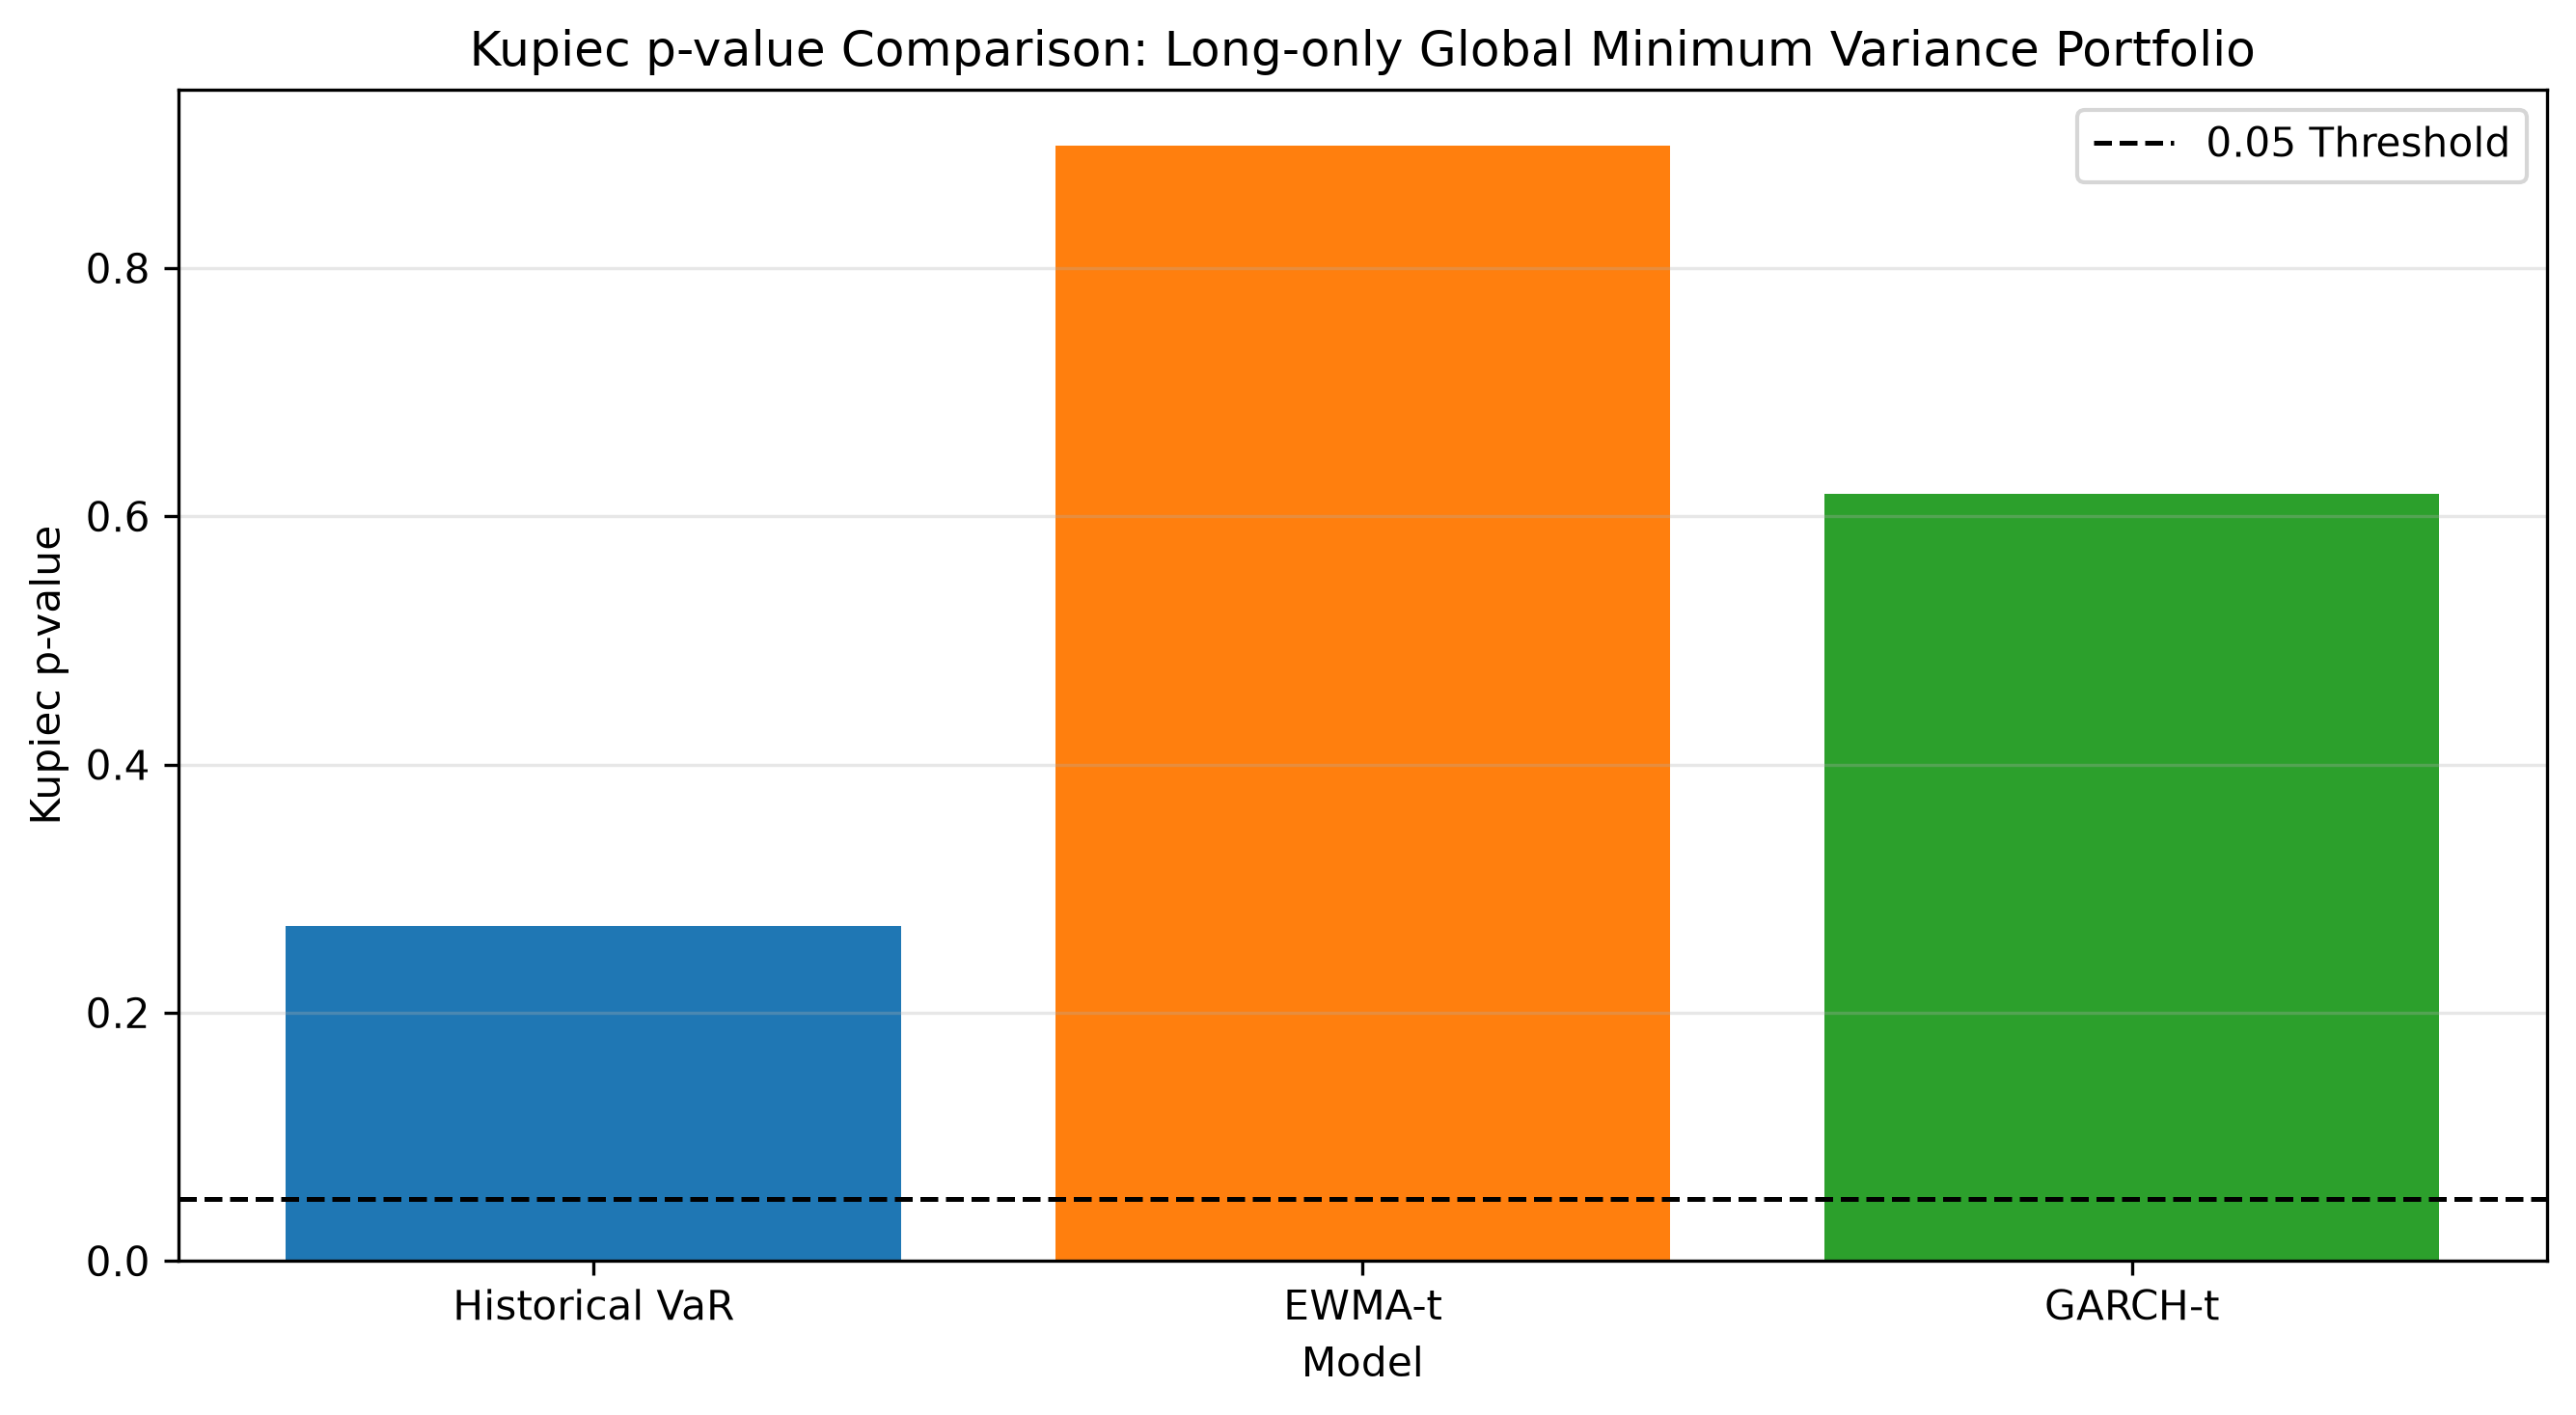 Kupiec p-value Comparison: Long-only Global Minimum Variance Portfolio
0.05 Threshold
Kupiec p-value
0.8
0.6
0.4
0.2
0.0
Historical VaR
EWMA-t
GARCH-t
Model